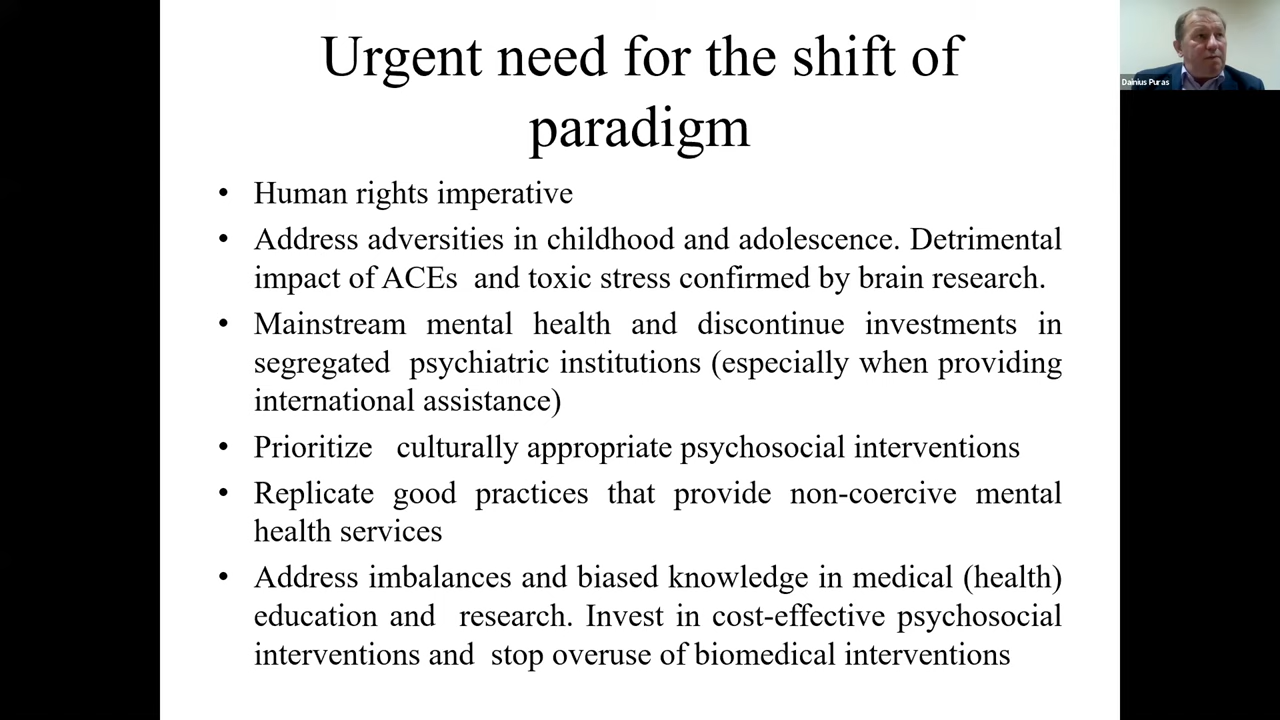 Urgent need for the shift of
paradigm
• Human rights imperative
• Address adversities in childhood and adolescence. Detrimental
impact of ACEs and toxic stress confirmed by brain research.
• Mainstream mental health and discontinue investments in
segregated psychiatric institutions (especially when providing
international assistance)
• Prioritize culturally appropriate psychosocial interventions
• Replicate good practices that provide non-coercive mental
health services
• Address imbalances and biased knowledge in medical (health)
education and research. Invest in cost-effective psychosocial
interventions and stop overuse of biomedical interventions
Dainius Puras